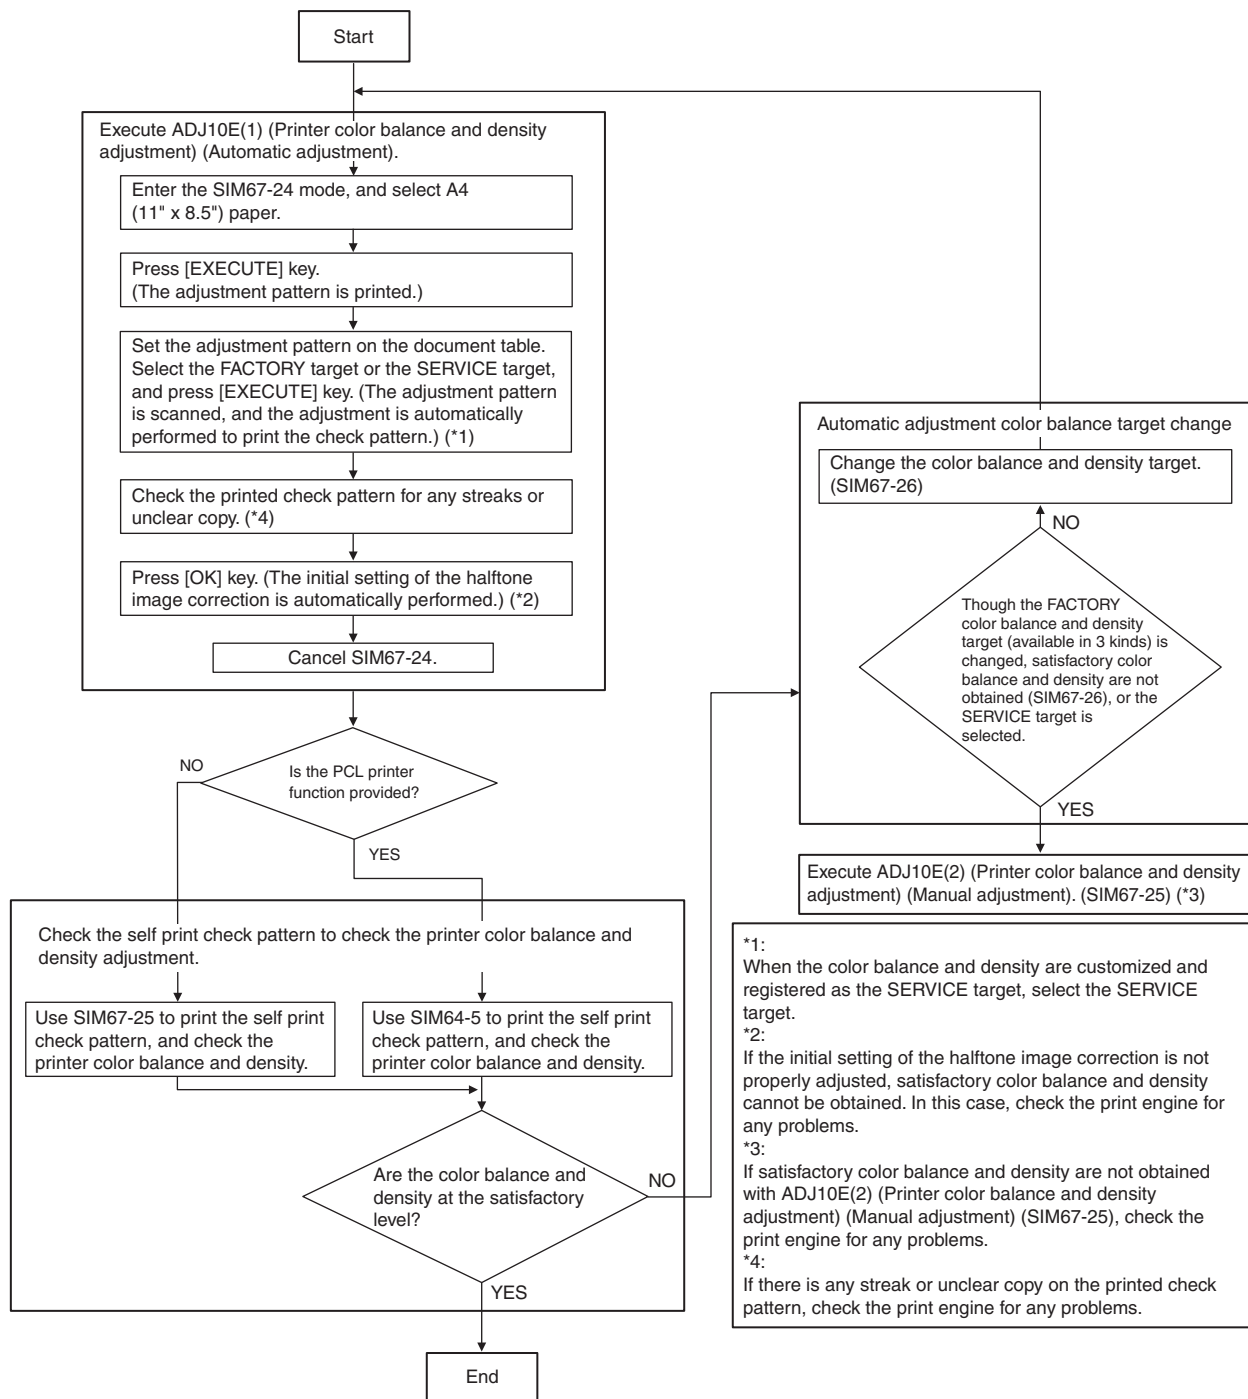 Start
Execute ADJ10E(1) (Printer color balance and density
adjustment) (Automatic adjustment).
Enter the SIM67-24 mode, and select A4
(11" x 8.5") paper.
Press [EXECUTE] key.
(The adjustment pattern is printed.)
Set the adjustment pattern on the document table.
Select the FACTORY target or the SERVICE target,
and press [EXECUTE] key. (The adjustment pattern
is scanned, and the adjustment is automatically
performed to print the check pattern.) (*1)
Check the printed check pattern for any streaks or
unclear copy. (*4)
Press [OK] key. (The initial setting of the halftone
image correction is automatically performed.) (*2)
Cancel SIM67-24.
Is the PCL printer
function provided?
NO
YES
Check the self print check pattern to check the printer color balance and
density adjustment.
Use SIM67-25 to print the self print
check pattern, and check the
printer color balance and density.
Use SIM64-5 to print the self print
check pattern, and check the
printer color balance and density.
Are the color balance and
density at the satisfactory
level?
NO
YES
End
Automatic adjustment color balance target change
Change the color balance and density target.
(SIM67-26)
NO
Though the FACTORY
color balance and density
target (available in 3 kinds) is
changed, satisfactory color
balance and density are not
obtained (SIM67-26), or the
SERVICE target is
selected.
YES
Execute ADJ10E(2) (Printer color balance and density
adjustment) (Manual adjustment). (SIM67-25) (*3)
*1:
When the color balance and density are customized and
registered as the SERVICE target, select the SERVICE
target.
*2:
If the initial setting of the halftone image correction is not
properly adjusted, satisfactory color balance and density
cannot be obtained. In this case, check the print engine for
any problems.
*3:
If satisfactory color balance and density are not obtained
with ADJ10E(2) (Printer color balance and density
adjustment) (Manual adjustment) (SIM67-25), check the
print engine for any problems.
*4:
If there is any streak or unclear copy on the printed check
pattern, check the print engine for any problems.